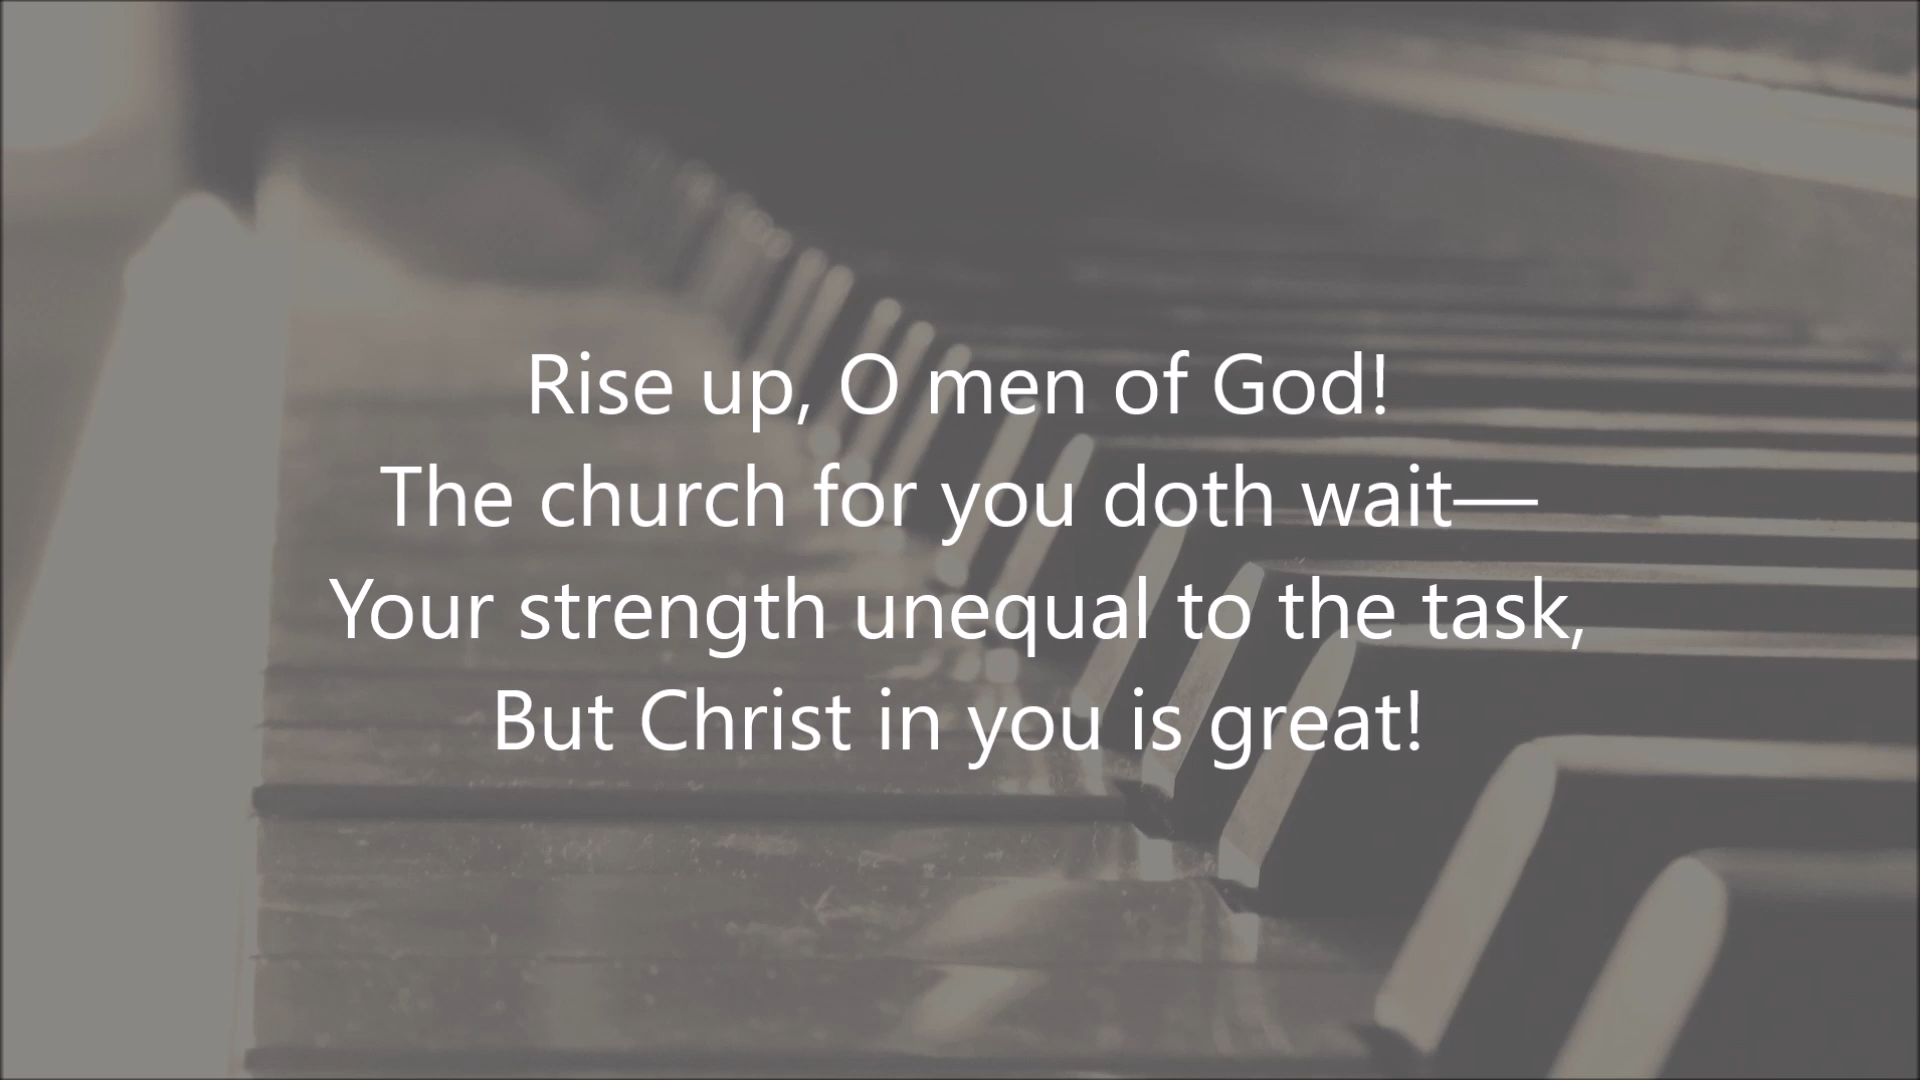 Rise up, O men of God!
The church for you doth wait—
Your strength unequal to the task,
But Christ in you is great!